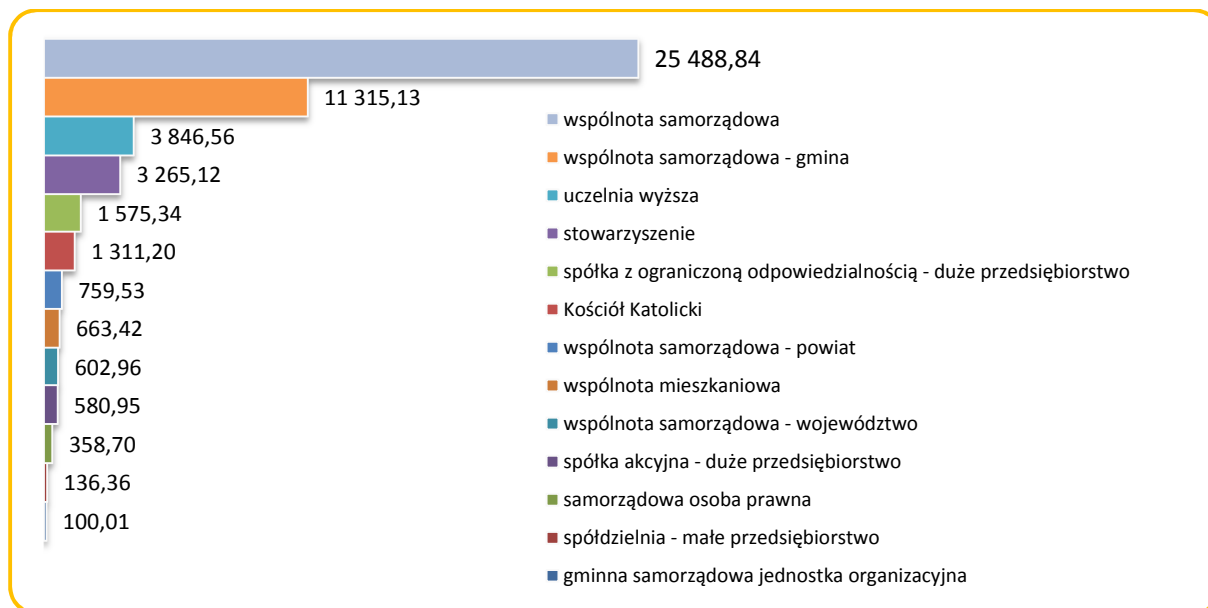 25 488,84
11 315,13
3 846,56
3 265,12
1 575,34
1 311,20
759,53
663,42
602,96
580,95
358,70
136,36
100,01
wspólnota samorządowa
wspólnota samorządowa - gmina
uczelnia wyższa
stowarzyszenie
spółka z ograniczoną odpowiedzialnością - duże przedsiębiorstwo
Kościół Katolicki
wspólnota samorządowa - powiat
wspólnota mieszkaniowa
wspólnota samorządowa - województwo
spółka akcyjna - duże przedsiębiorstwo
samorządowa osoba prawna
spółdzielnia - małe przedsiębiorstwo
gminna samorządowa jednostka organizacyjna